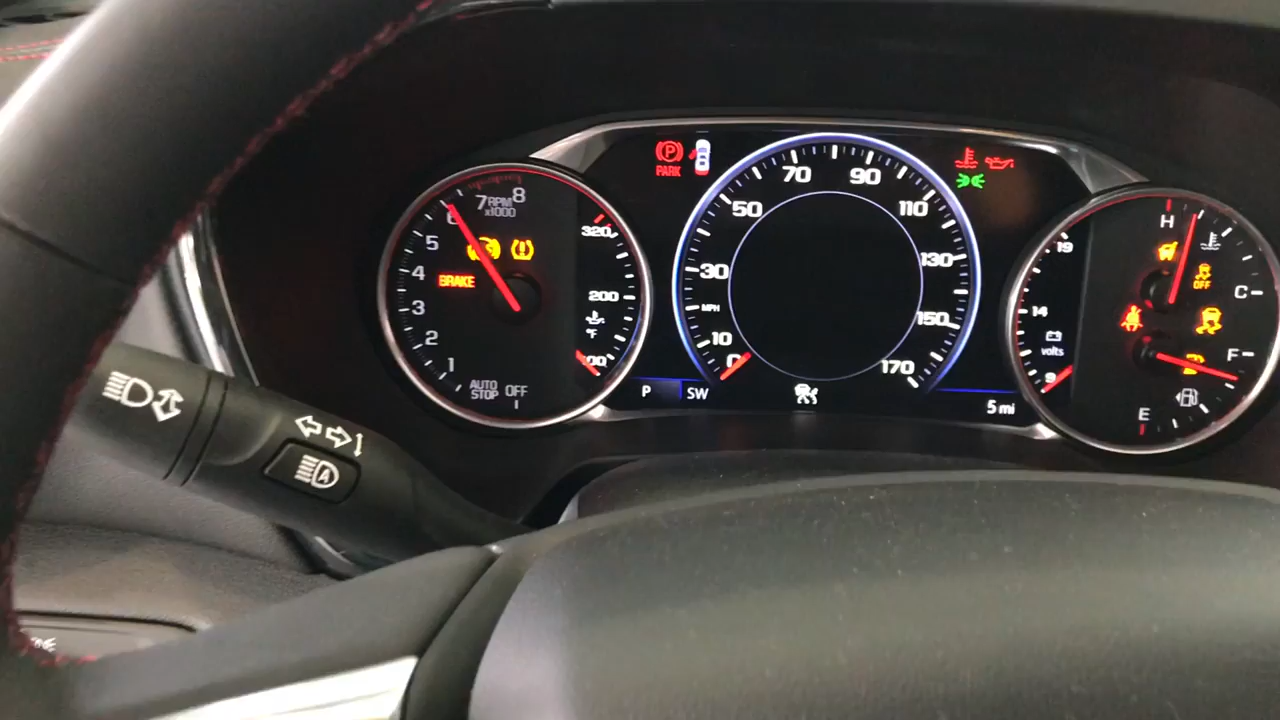 8
7
RPM
x1000
6
5
4
3
2
1
BRAKE
AUTO
STOP
OFF
320
200
°F
P
PARK
70
90
50
110
30
130
MPH
150
10
0
170
P
SW
5 mi
19
14
volts
9
H
C
OFF
F
E
A